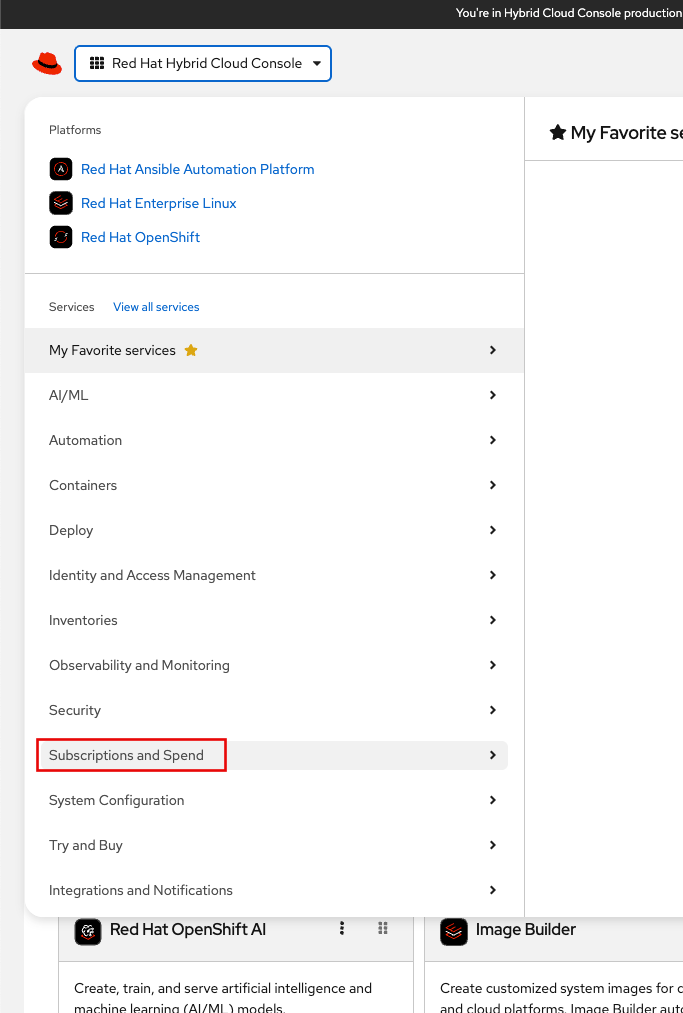 You're in Hybrid Cloud Console production
Red Hat Hybrid Cloud Console
Platforms
Red Hat Ansible Automation Platform
Red Hat Enterprise Linux
Red Hat OpenShift
Services View all services
My Favorite services
AI/ML
Automation
Containers
Deploy
Identity and Access Management
Inventories
Observability and Monitoring
Security
Subscriptions and Spend
System Configuration
Try and Buy
Integrations and Notifications
My Favorite se
Red Hat OpenShift AI
Create, train, and serve artificial intelligence and
machine learning (AI/ML) models.
Image Builder
Create customized system images for
and cloud platforms. Image Builder aut